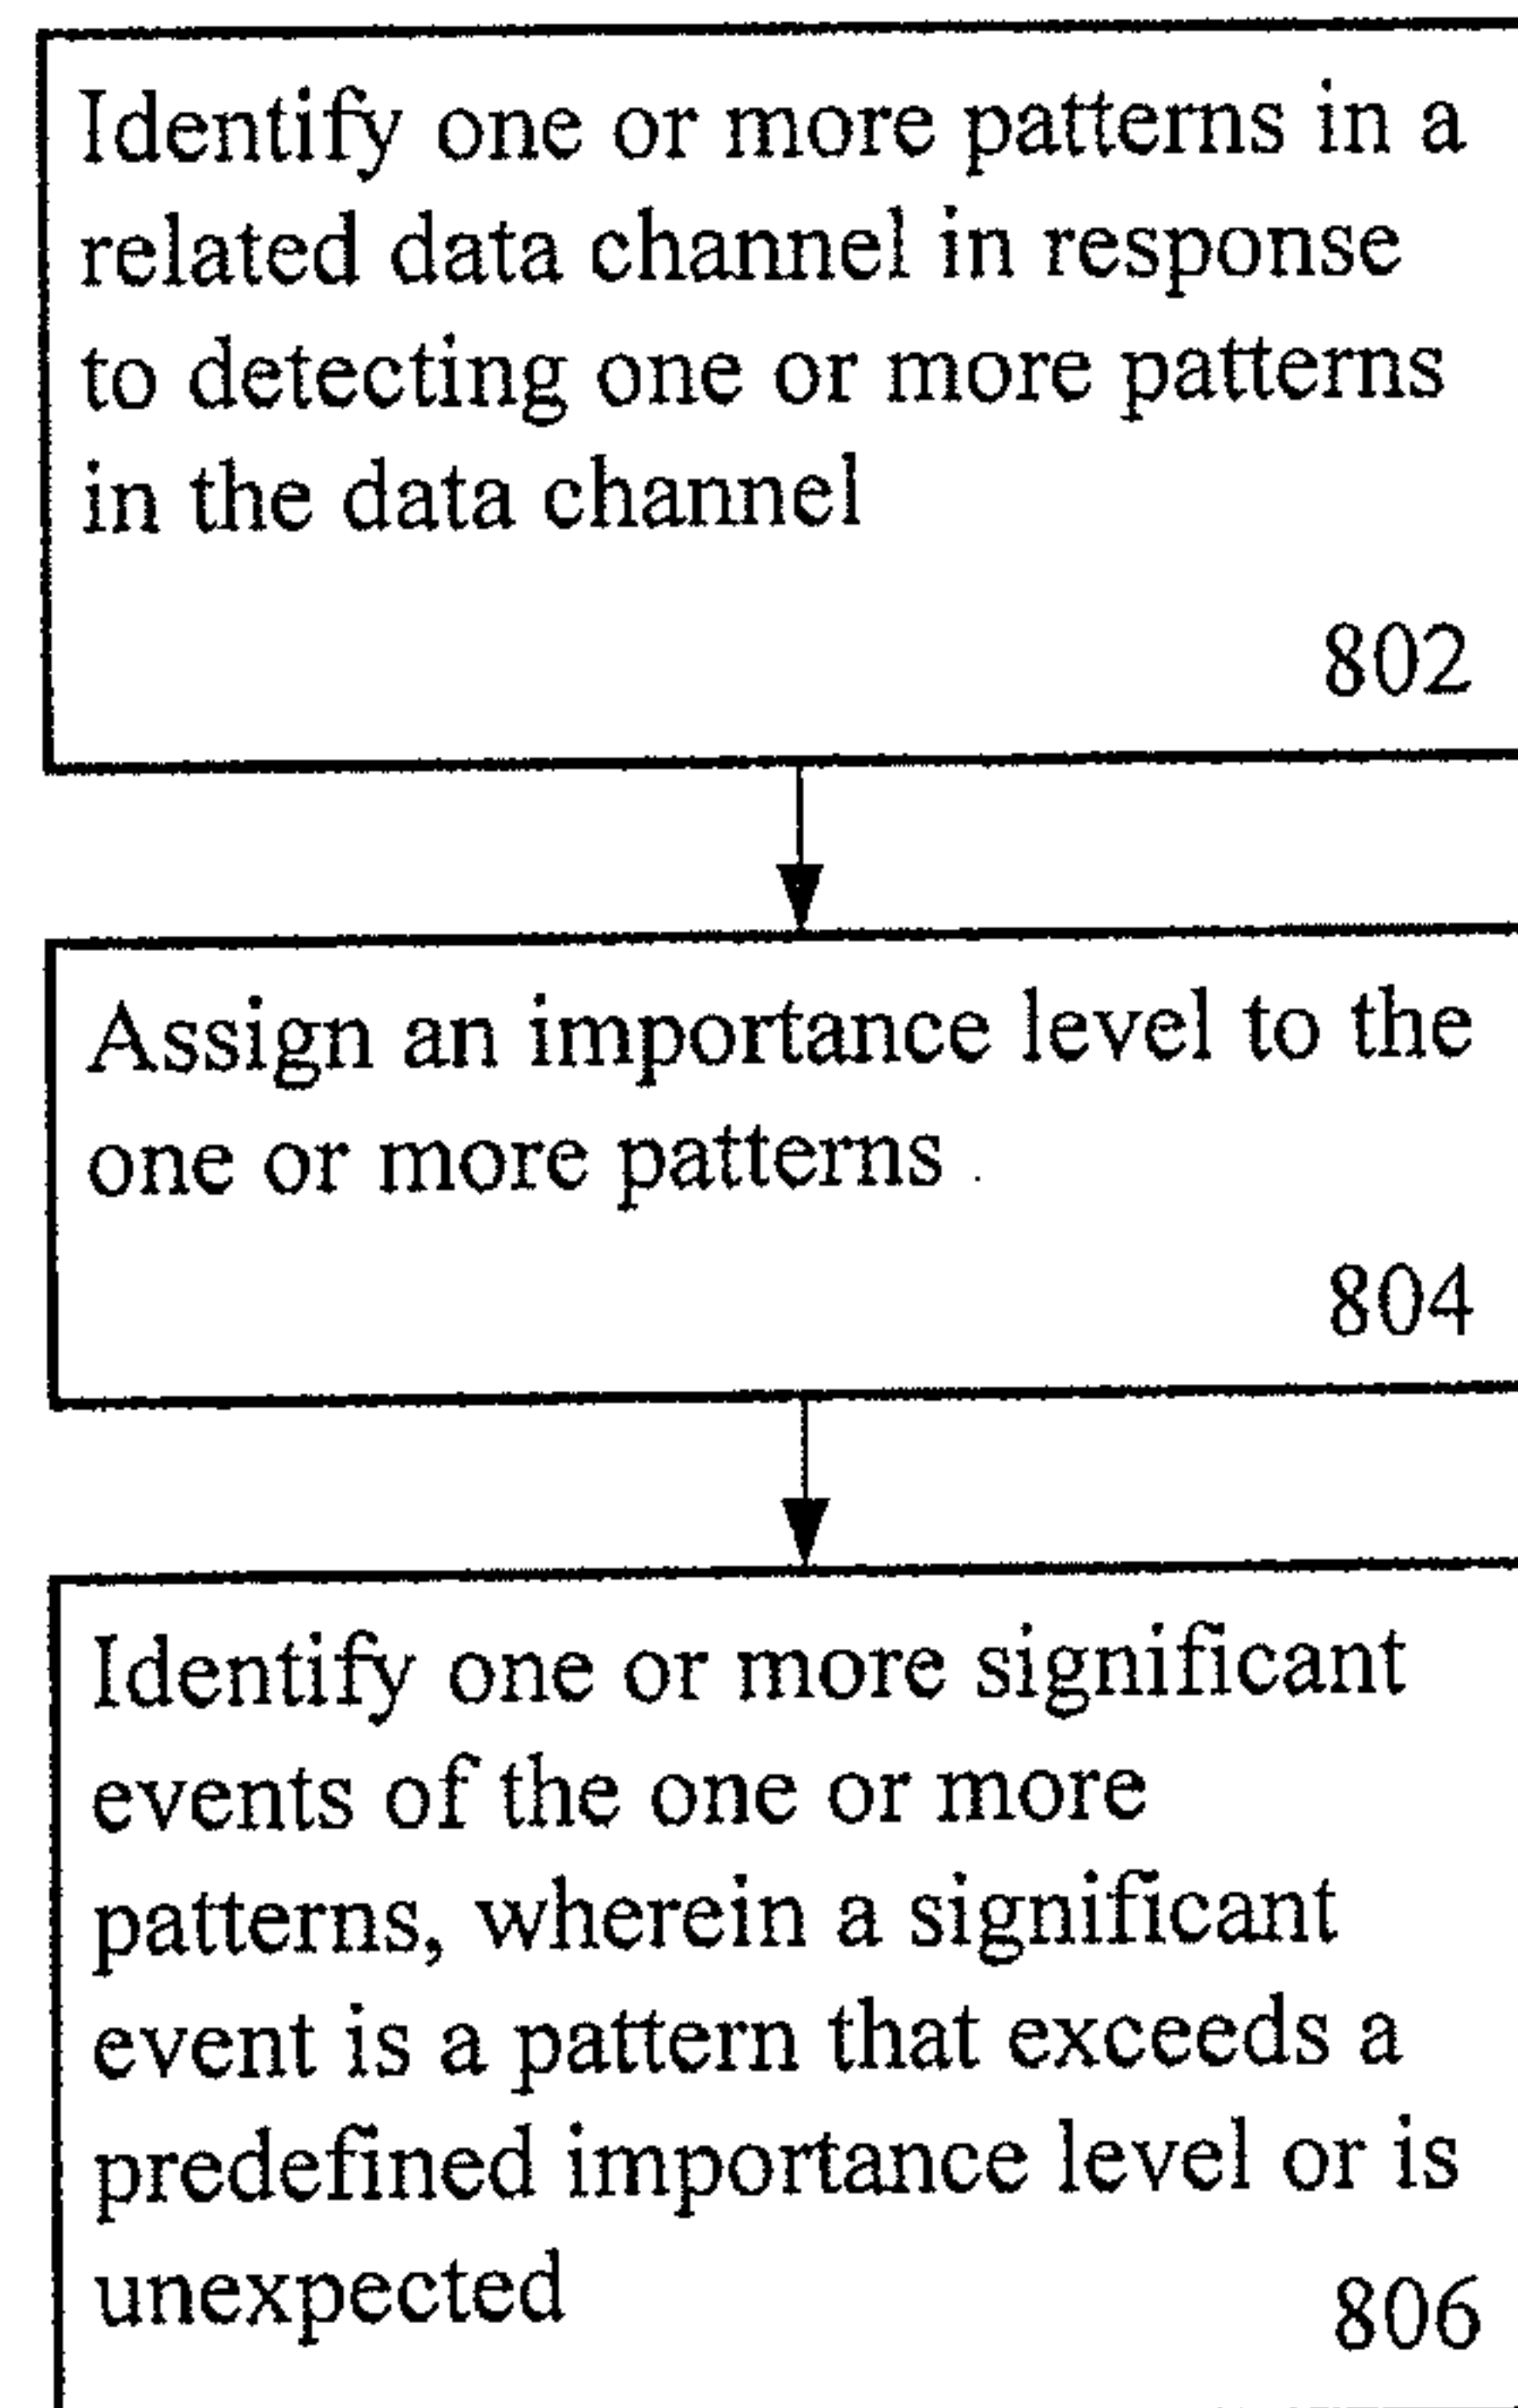 Identify one or more patterns in a
related data channel in response
to detecting one or more patterns
in the data channel
802
Assign an importance level to the
one or more patterns
804
Identify one or more significant
events of the one or more
patterns, wherein a significant
event is a pattern that exceeds a
predefined importance level or is
unexpected
806